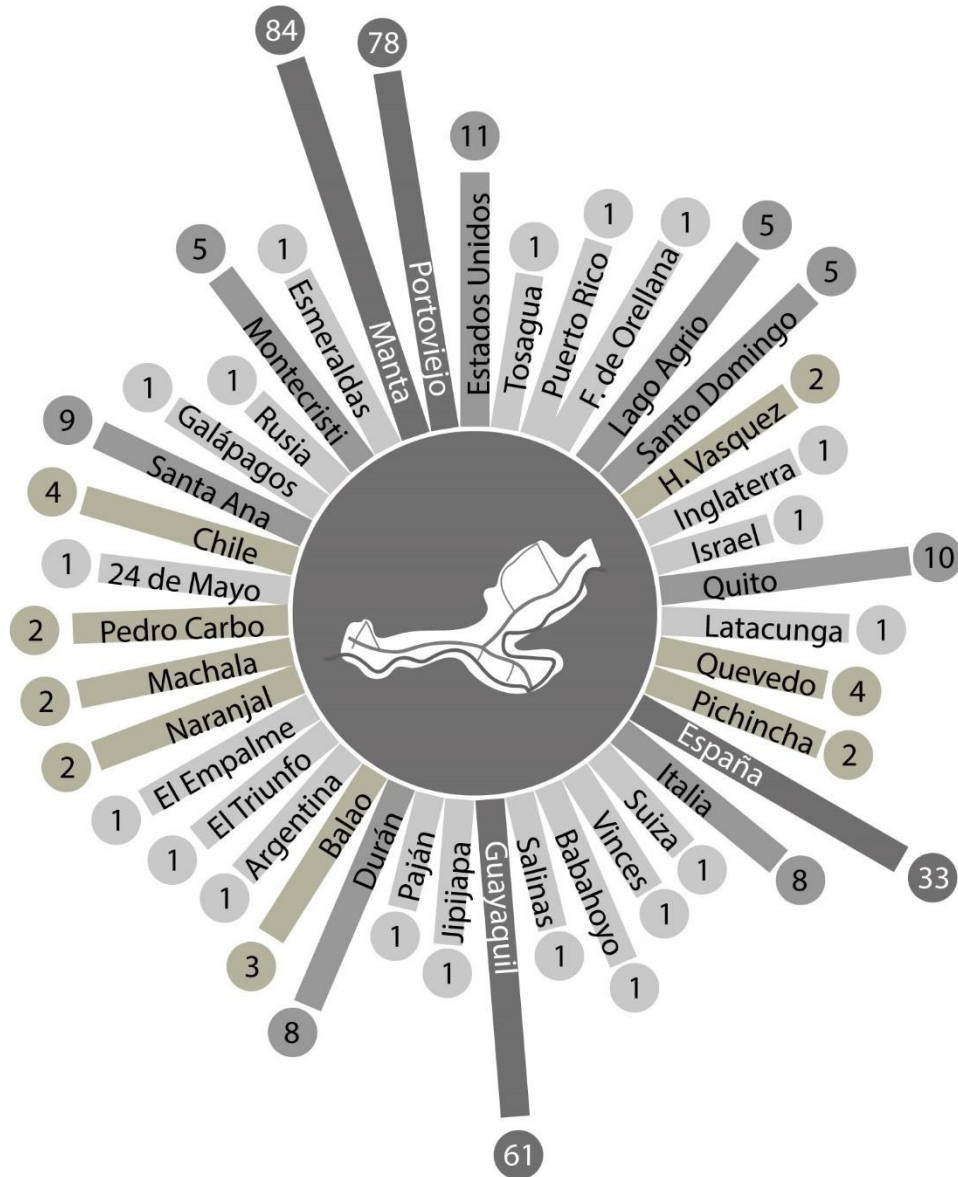 84
Manta
78
Portoviejo
11
Estados Unidos
1
Tosagua
1
Puerto Rico
1
F. de Orellana
5
Lago Agrio
5
Santo Domingo
2
H. Vasquez
1
Inglaterra
1
Israel
10
Quito
1
Latacunga
4
Quevedo
2
Pichincha
33
España
8
Italia
1
Suiza
1
Vinces
1
Babahoyo
1
Salinas
61
Guayaquil
1
Jipijapa
1
Paján
8
Durán
3
Balao
1
Argentina
1
El Triunfo
1
El Empalme
2
Naranjal
2
Machala
2
Pedro Carbo
1
24 de Mayo
4
Chile
9
Santa Ana
1
Galápagos
1
Rusia
5
Montecristi
1
Esmeraldas